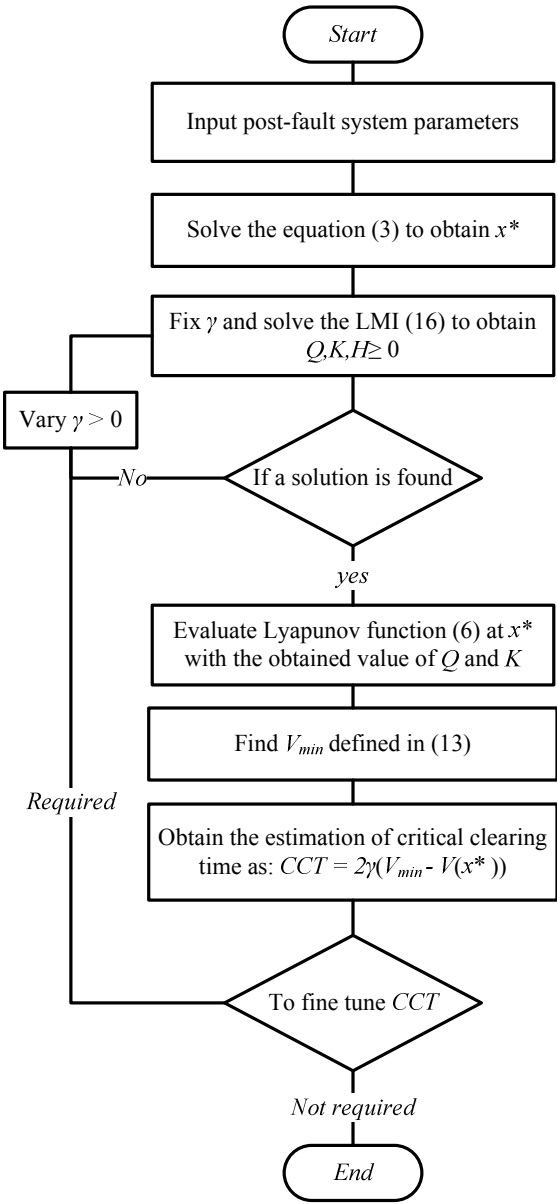 Start
Input post-fault system parameters
Solve the equation (3) to obtain x*
Fix γ and solve the LMI (16) to obtain
Q,K,H≥ 0
Vary γ > 0
If a solution is found
No
yes
Evaluate Lyapunov function (6) at x*
with the obtained value of Q and K
Find Vmin defined in (13)
Required
Obtain the estimation of critical clearing
time as: CCT = 2γ(Vmin - V(x* ))
To fine tune CCT
Not required
End